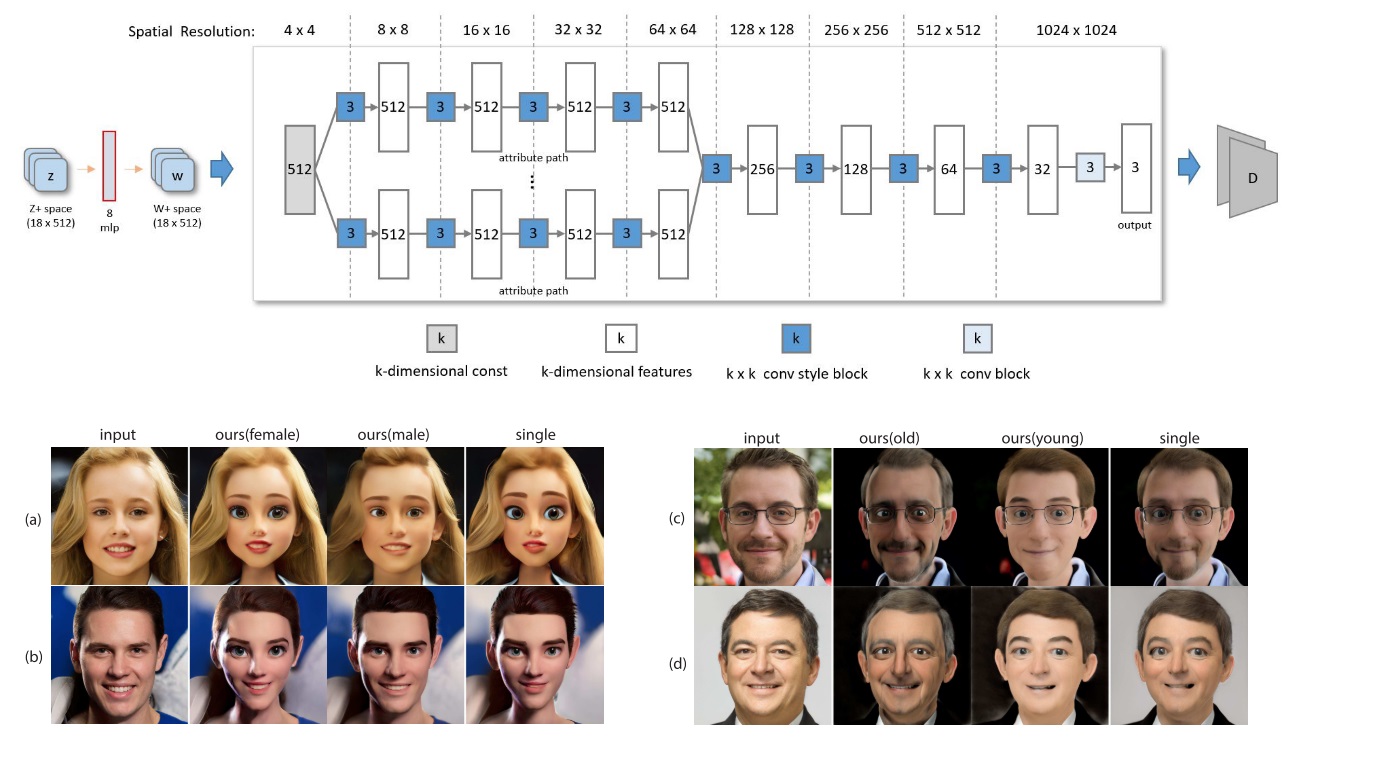 Spatial Resolution: 4 x 4 8 x 8 16 x 16 32 x 32 64 x 64 128 x 128 256 x 256 512 x 512 1024 x 1024
3 512 3 512 3 512 3 512
attribute path
z w 512 3 256 3 128 3 64 3 32 3 3 D
Z+ space
(18 x 512)
8
mlp
W+ space
(18 x 512)
output
3 512 3 512 3 512 3 512
attribute path
k k k k
k-dimensional const k-dimensional features k x k conv style block k x k conv block
input ours(female) ours(male) single
(a)
(b)
input ours(old) ours(young) single
(c)
(d)